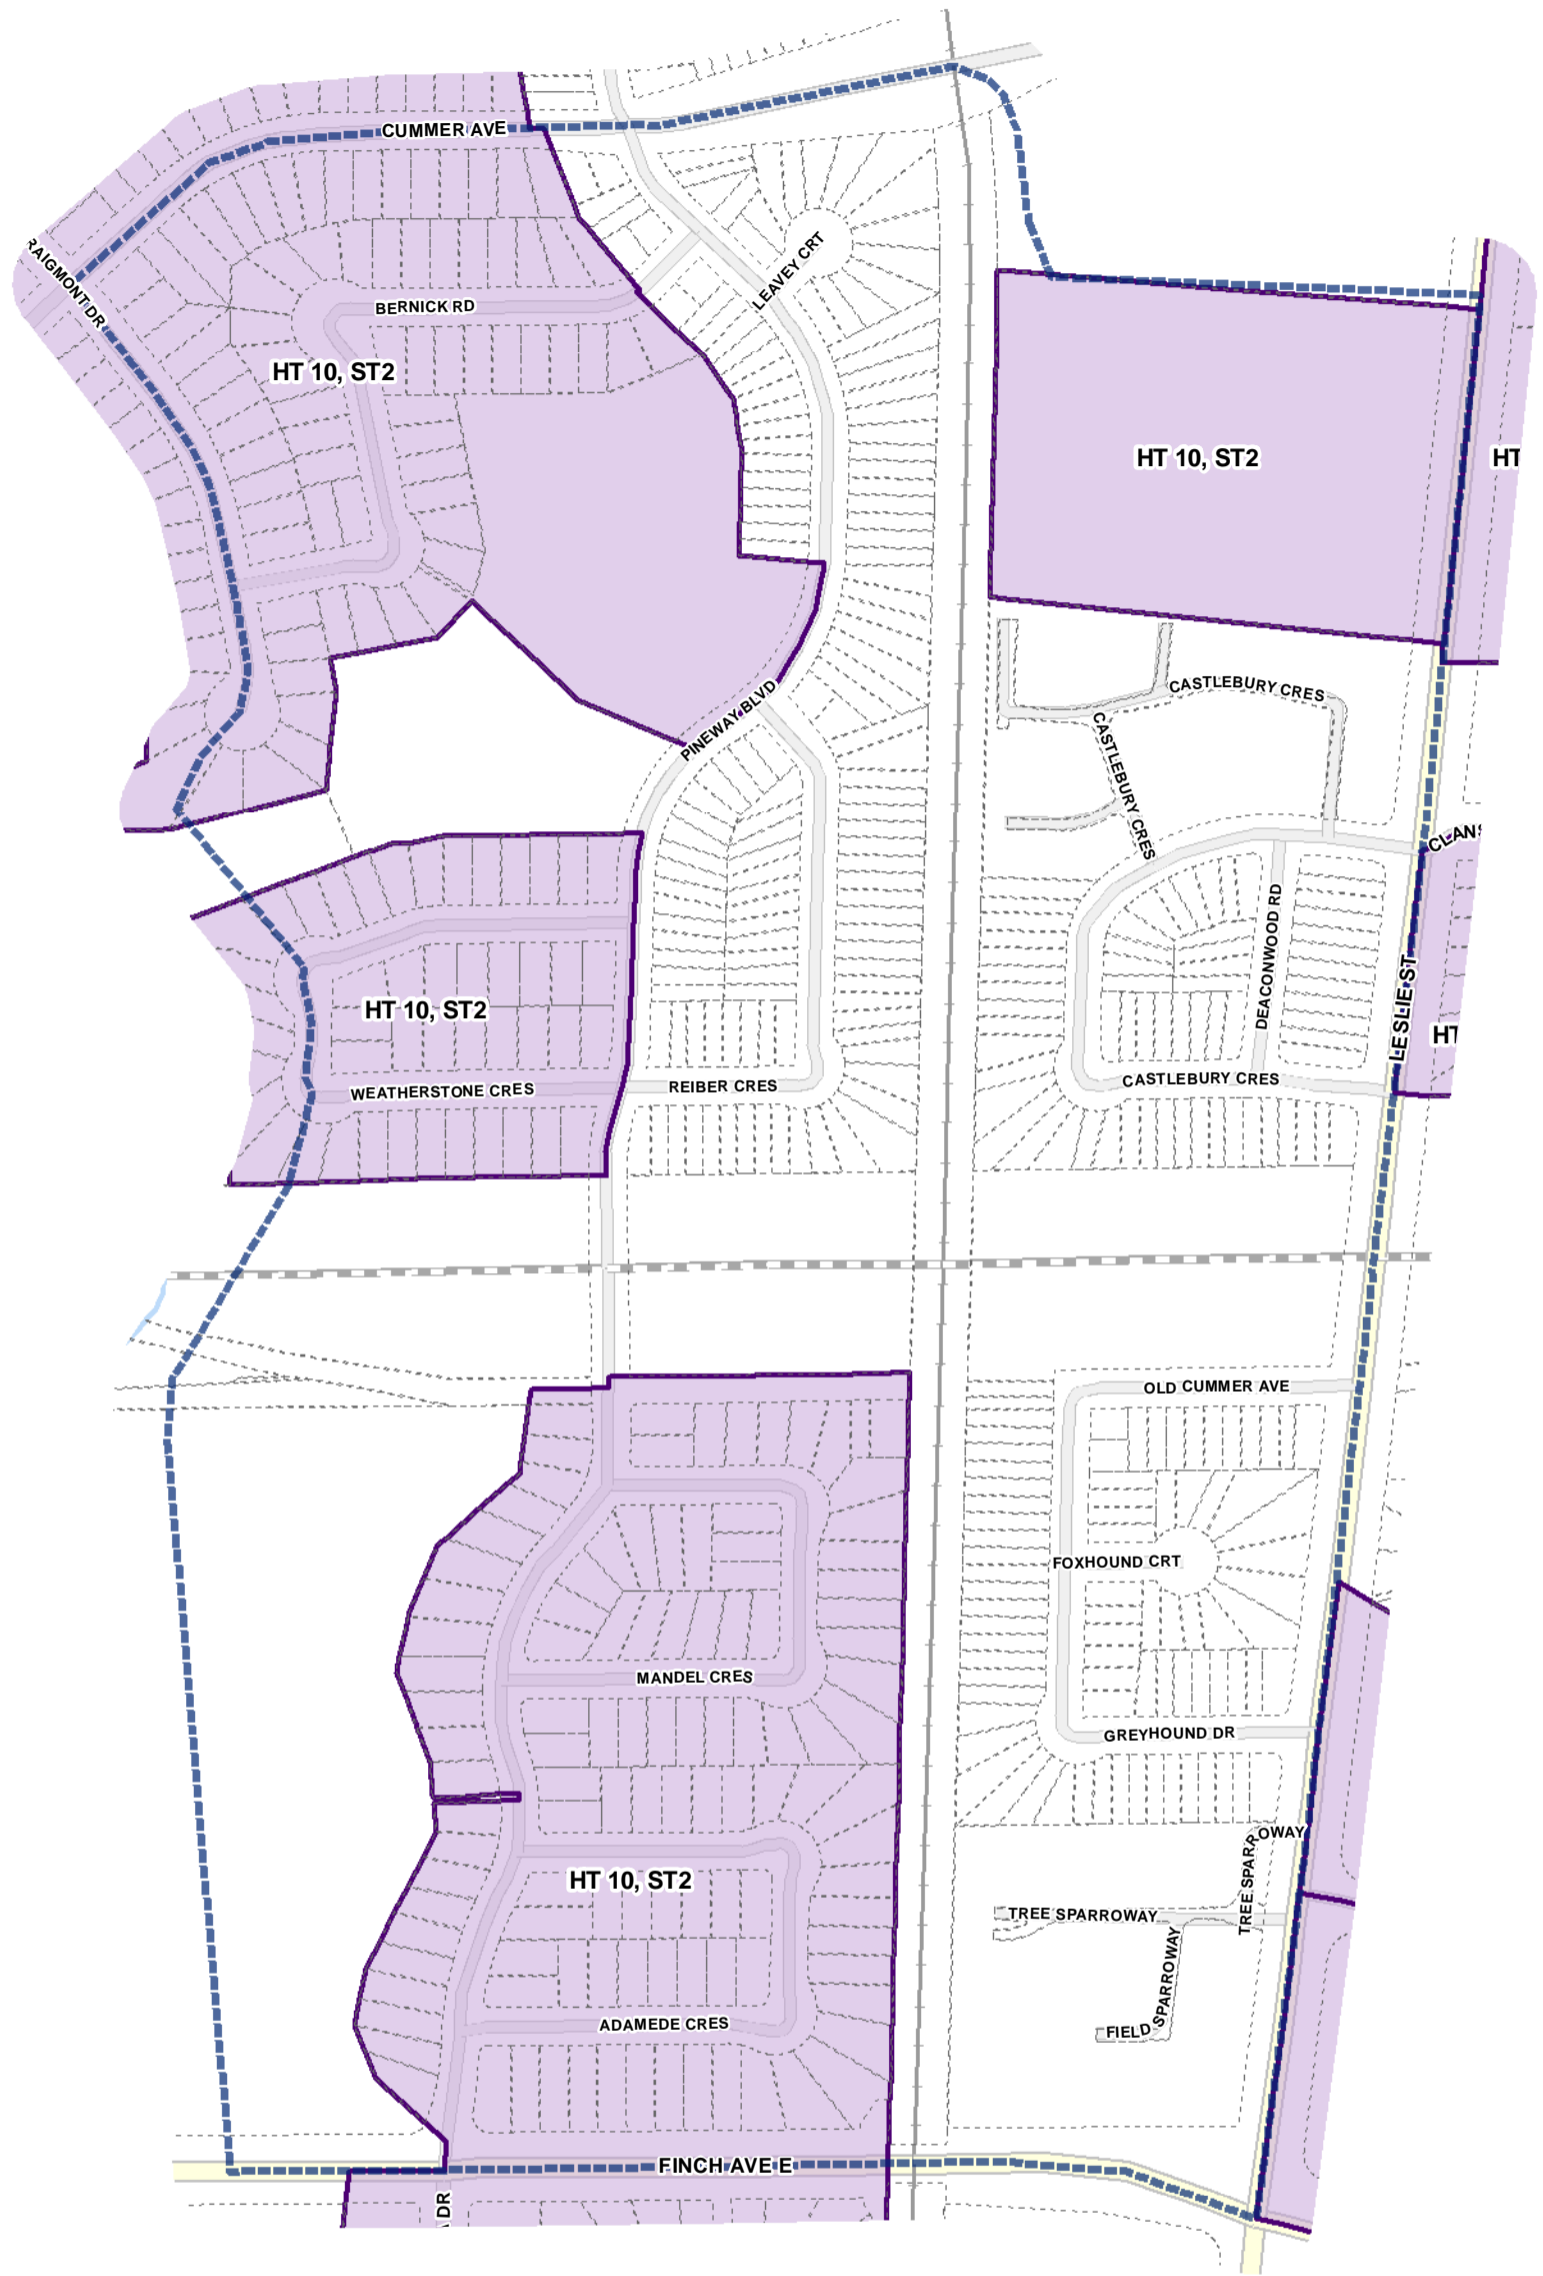 CUMMER AVE
RAIGMONT DR
LEAVEY CRT
BERNICK RD
HT 10, ST2
HT 10, ST2
HT
CASTLEBURY CRES
PINEWAY BLVD
CASTLEBURY CRES
CLANS
DEACONWOOD RD
LESLIE ST
HT 10, ST2
HT
WEATHERSTONE CRES
REIBER CRES
CASTLEBURY CRES
OLD CUMMER AVE
FOXHOUND CRT
MANDEL CRES
GREYHOUND DR
TREE SPARROWAY
HT 10, ST2
TREE SPARROWAY
FIELD SPARROWAY
ADAMEDE CRES
FINCH AVE E
DR